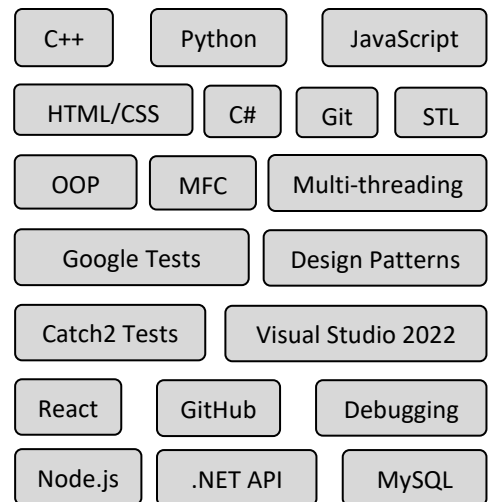 C++ Python JavaScript
HTML/CSS C# Git STL
OOP MFC Multi-threading
Google Tests Design Patterns
Catch2 Tests Visual Studio 2022
React GitHub Debugging
Node.js .NET API MySQL